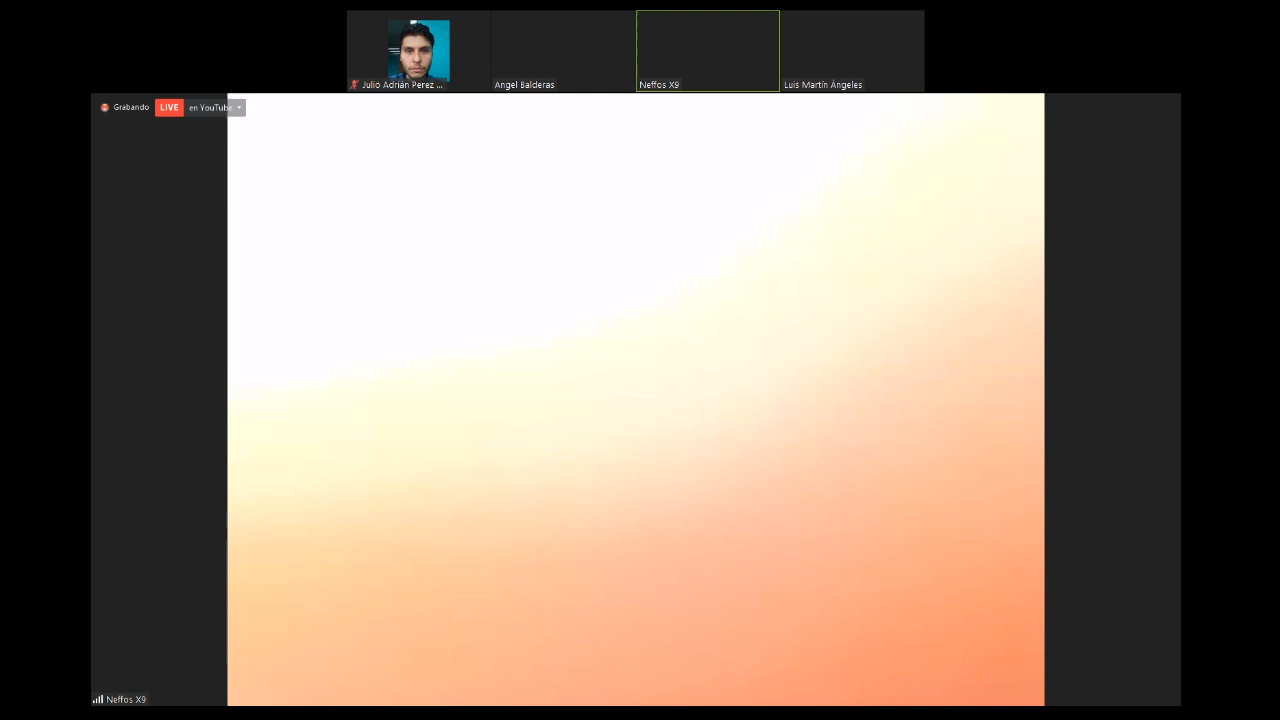 Julio Adrián Perez ...
Angel Balderas
Neffos X9
Luis Martín Ángeles
Grabando
LIVE
en YouTube
Neffos X9